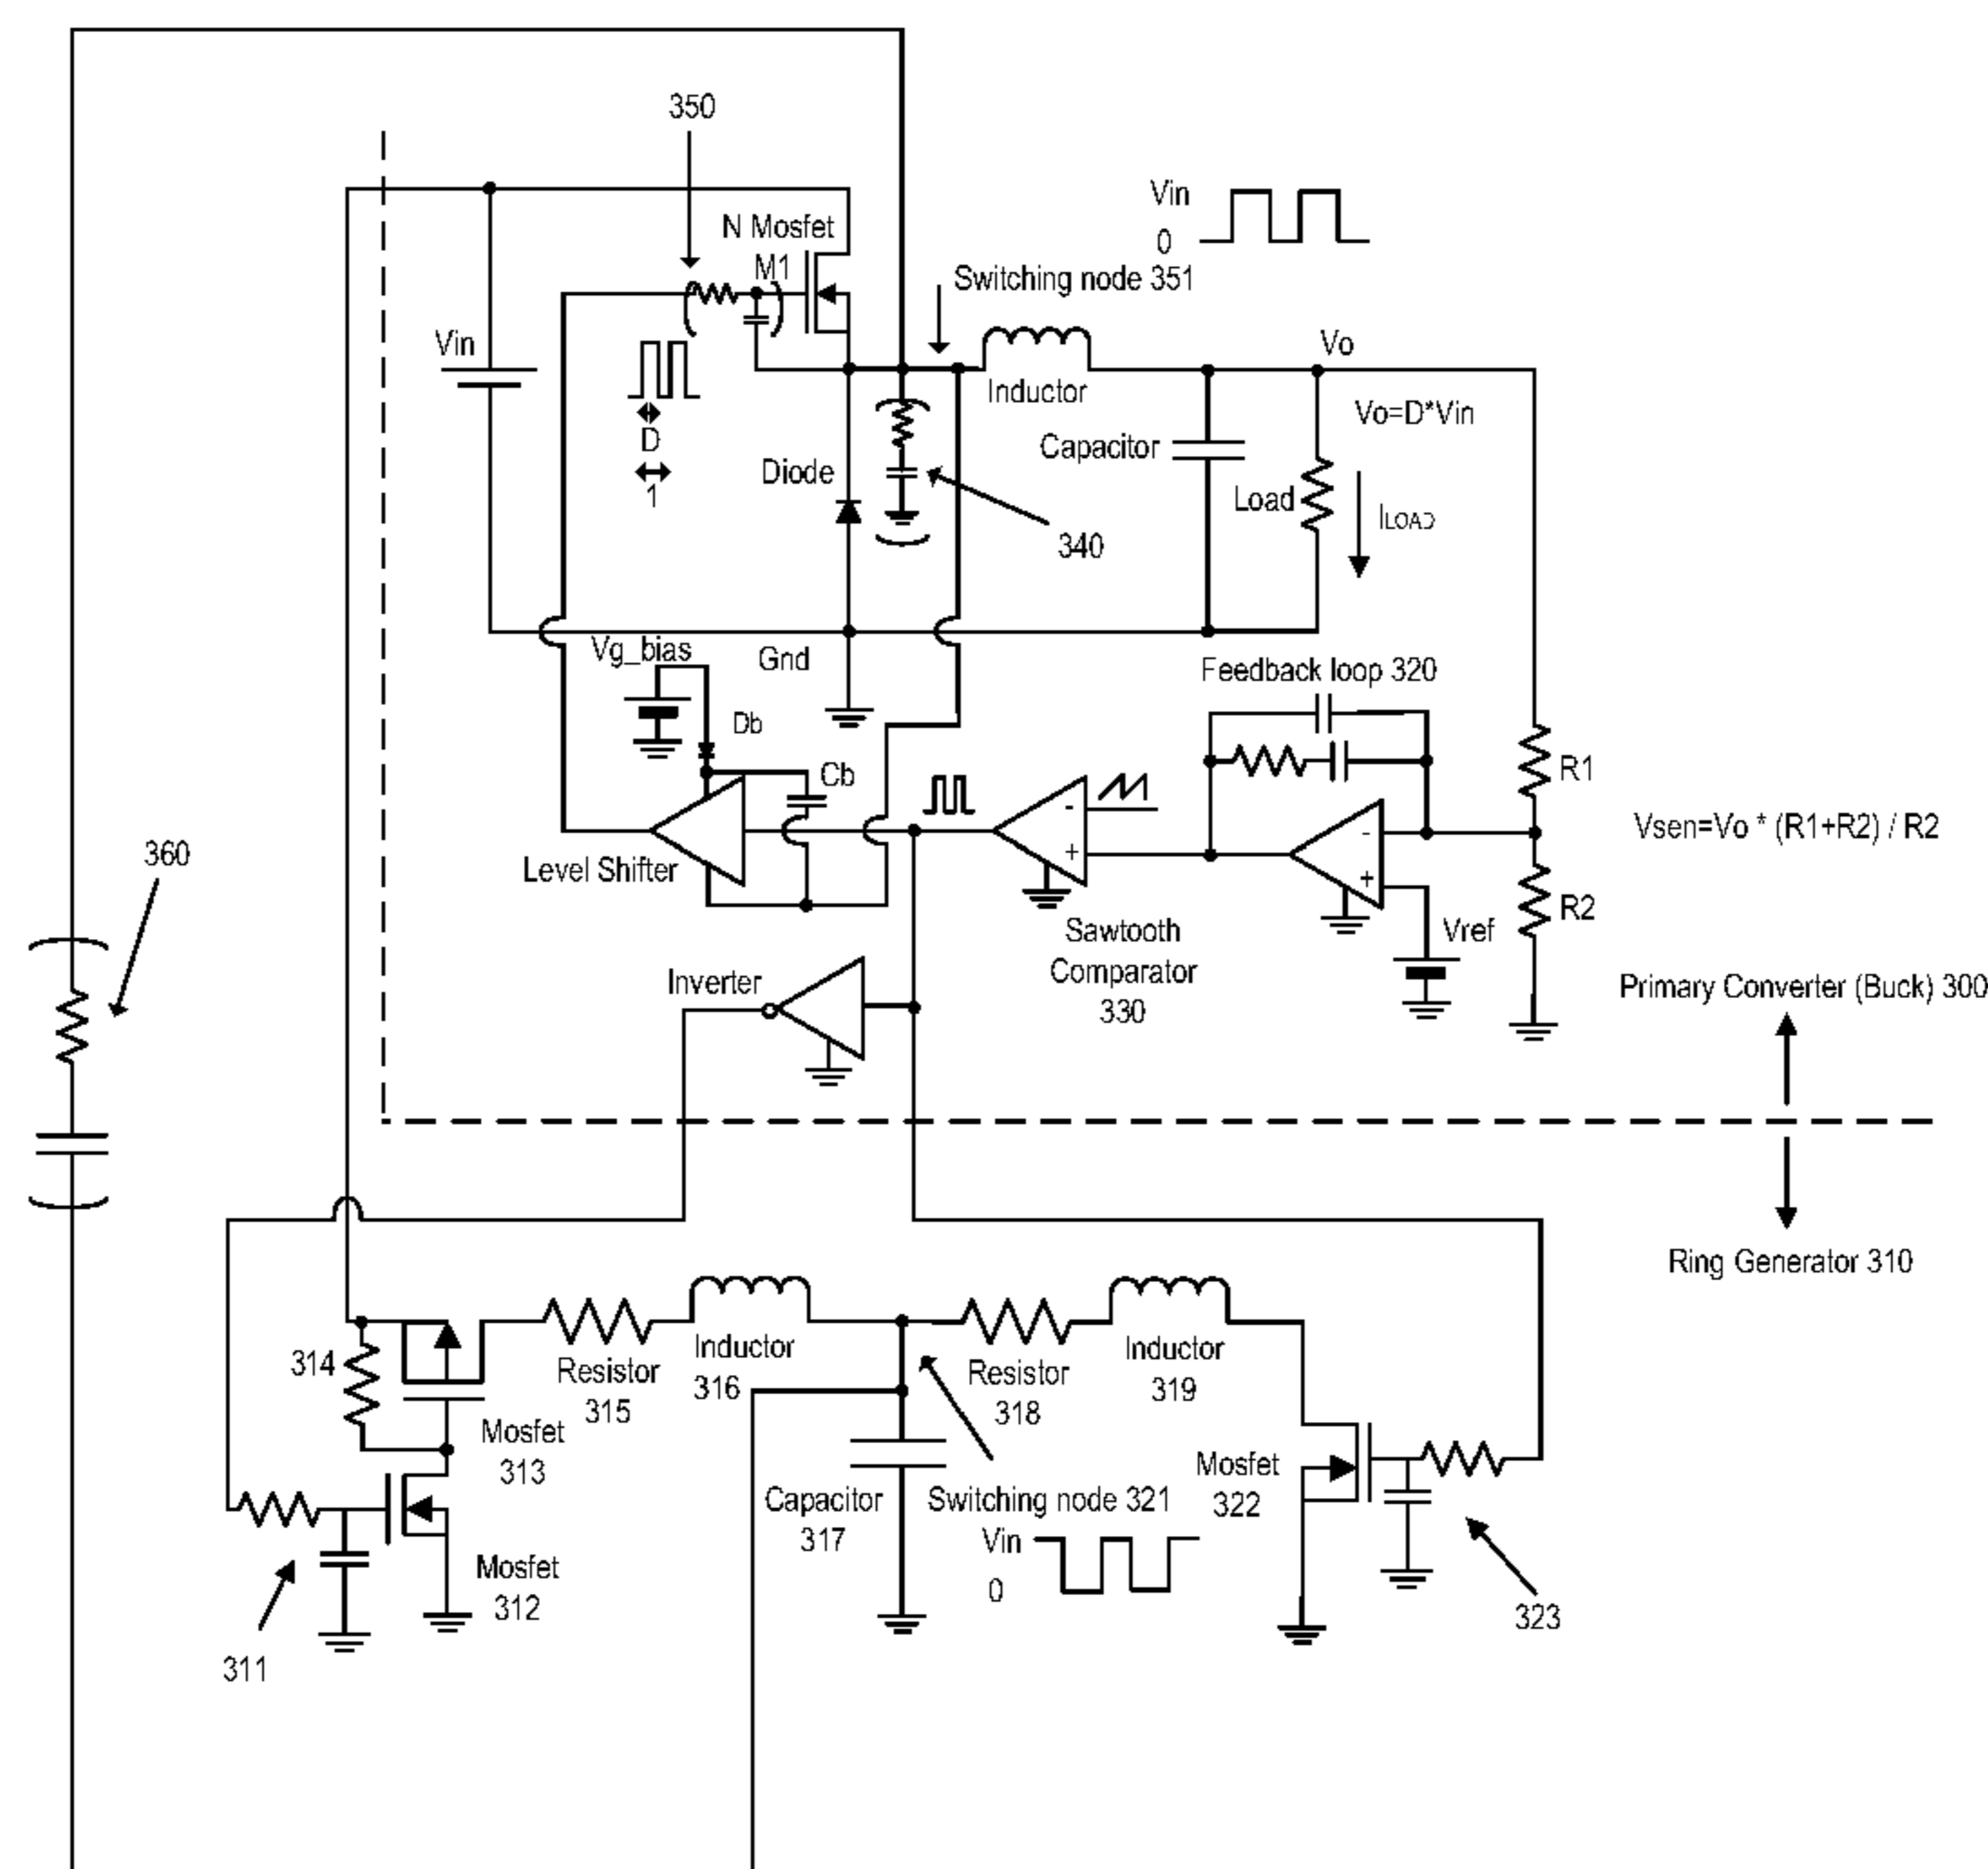 350
N Mosfet
M1
Vin
0
Switching node 351
Vin
Inductor
Vo
Vo=D*Vin
D
1
Diode
Capacitor
Load
ILOAD
340
Vg_bias
Gnd
Feedback loop 320
Db
Cb
R1
-
+
Vsen=Vo * (R1+R2) / R2
Level Shifter
-
+
R2
360
Sawtooth
Comparator
330
Vref
Inverter
Primary Converter (Buck) 300
Ring Generator 310
314
Resistor
315
Inductor
316
Resistor
318
Inductor
319
Mosfet
313
Mosfet
322
Capacitor
317
Switching node 321
Vin
0
Mosfet
312
311
323